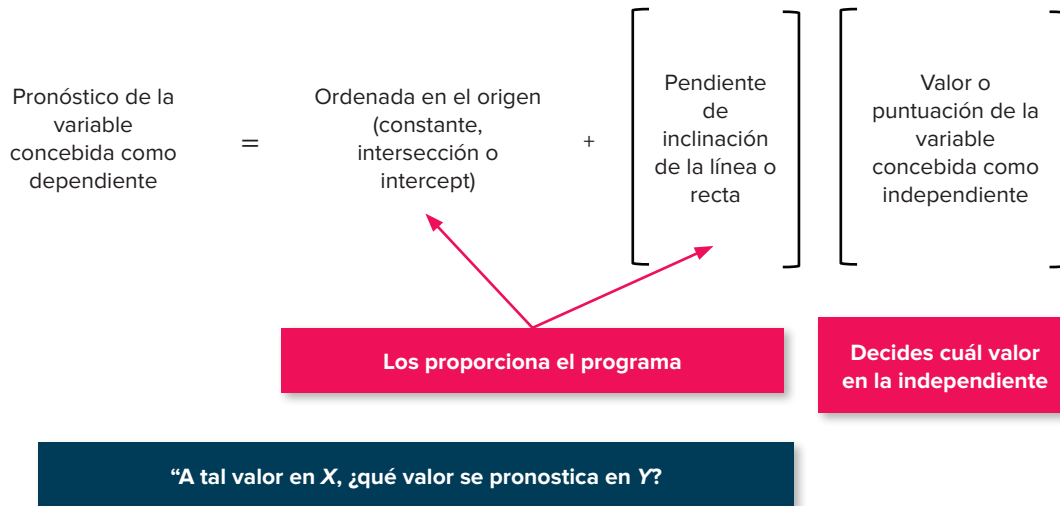 Pronóstico de la
variable
concebida como
dependiente
=
Ordenada en el origen
(constante,
intersección o
intercept)
+
Pendiente
de
inclinación
de la línea o
recta
Valor o
puntuación de la
variable
concebida como
independiente
Los proporciona el programa
Decides cuál valor
en la independiente
“A tal valor en X, ¿qué valor se pronostica en Y?